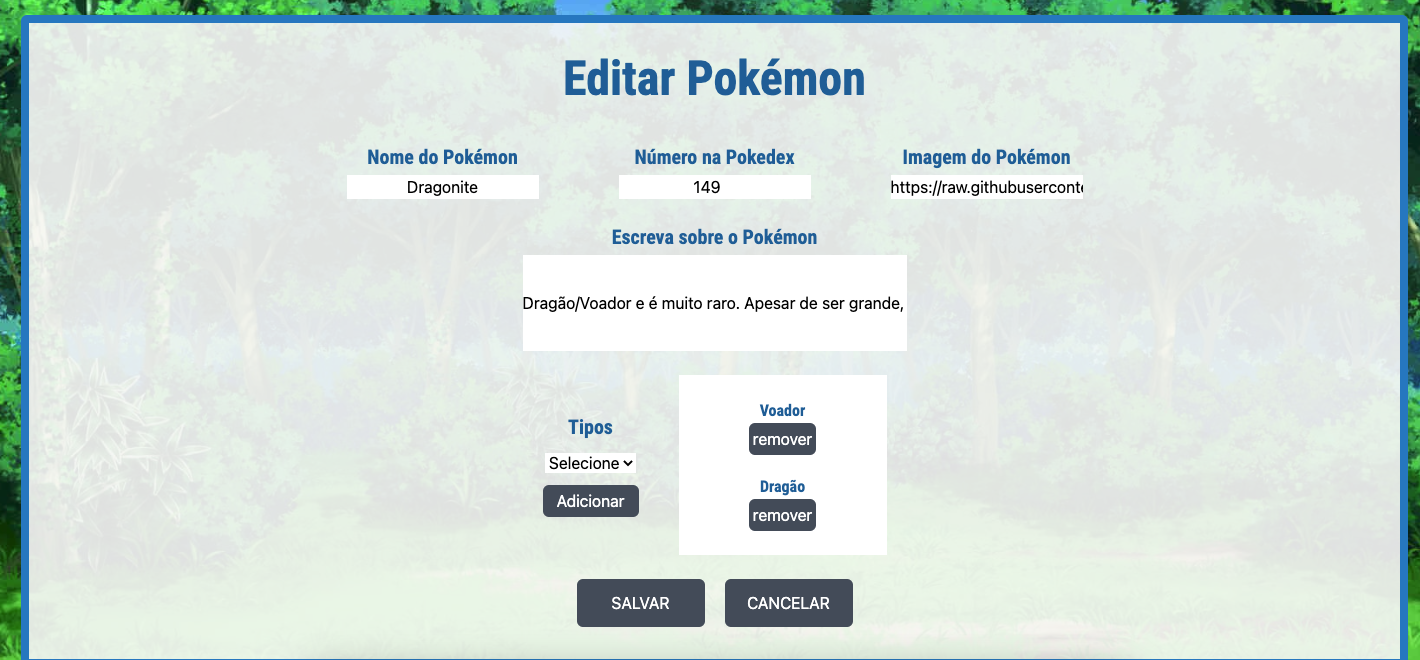 Editar Pokémon
Nome do Pokémon
Número na Pokedex
Imagem do Pokémon
Dragonite
149
https://raw.githubuserconte
Escreva sobre o Pokémon
Dragão/Voador e é muito raro. Apesar de ser grande,
Tipos
Selecione
Adicionar
Voador
remover
Dragão
remover
SALVAR
CANCELAR